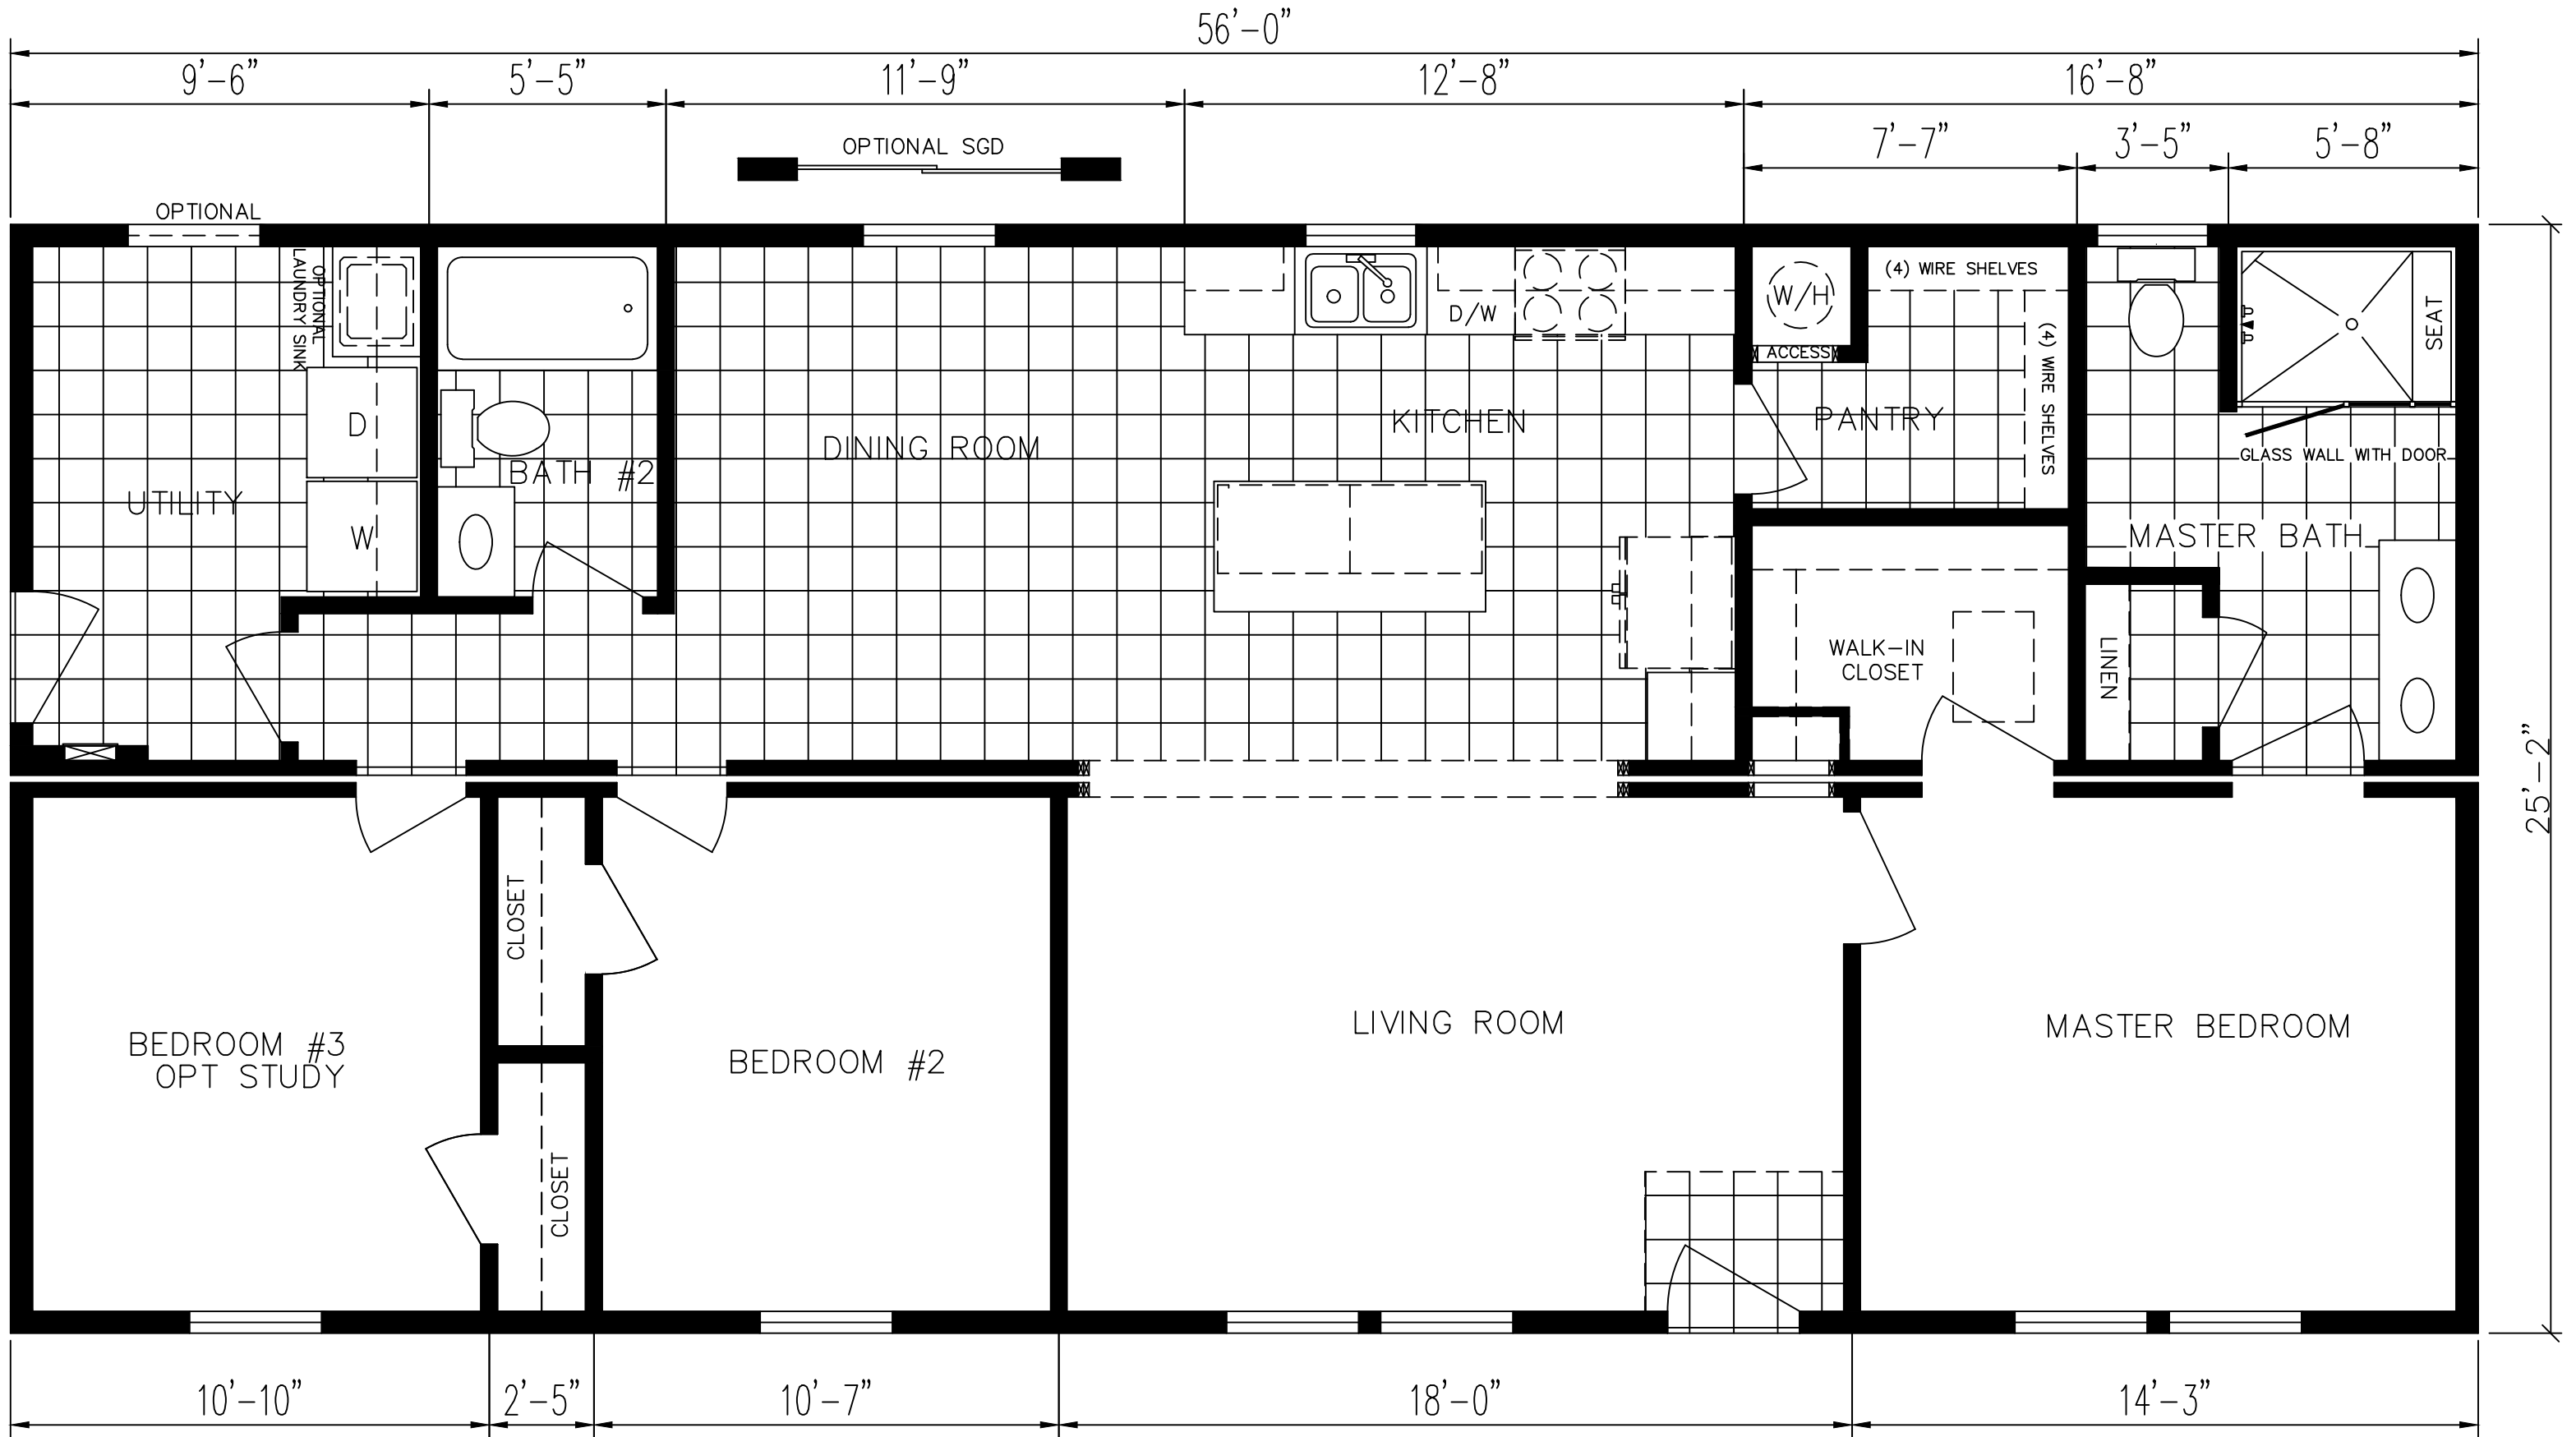 56'-0"
9'-6"
5'-5"
11'-9"
12'-8"
16'-8"
7'-7"
3'-5"
5'-8"
OPTIONAL SGD
OPTIONAL
OPTIONAL
LAUNDRY SINK
D
W
UTILITY
BATH #2
DINING ROOM
KITCHEN
D/W
W/H
ACCESS
(4) WIRE SHELVES
(4) WIRE SHELVES
PANTRY
SEAT
GLASS WALL WITH DOOR
MASTER BATH
WALK-IN
CLOSET
LINEN
25'-2"
CLOSET
CLOSET
BEDROOM #3
OPT STUDY
BEDROOM #2
LIVING ROOM
MASTER BEDROOM
10'-10"
2'-5"
10'-7"
18'-0"
14'-3"